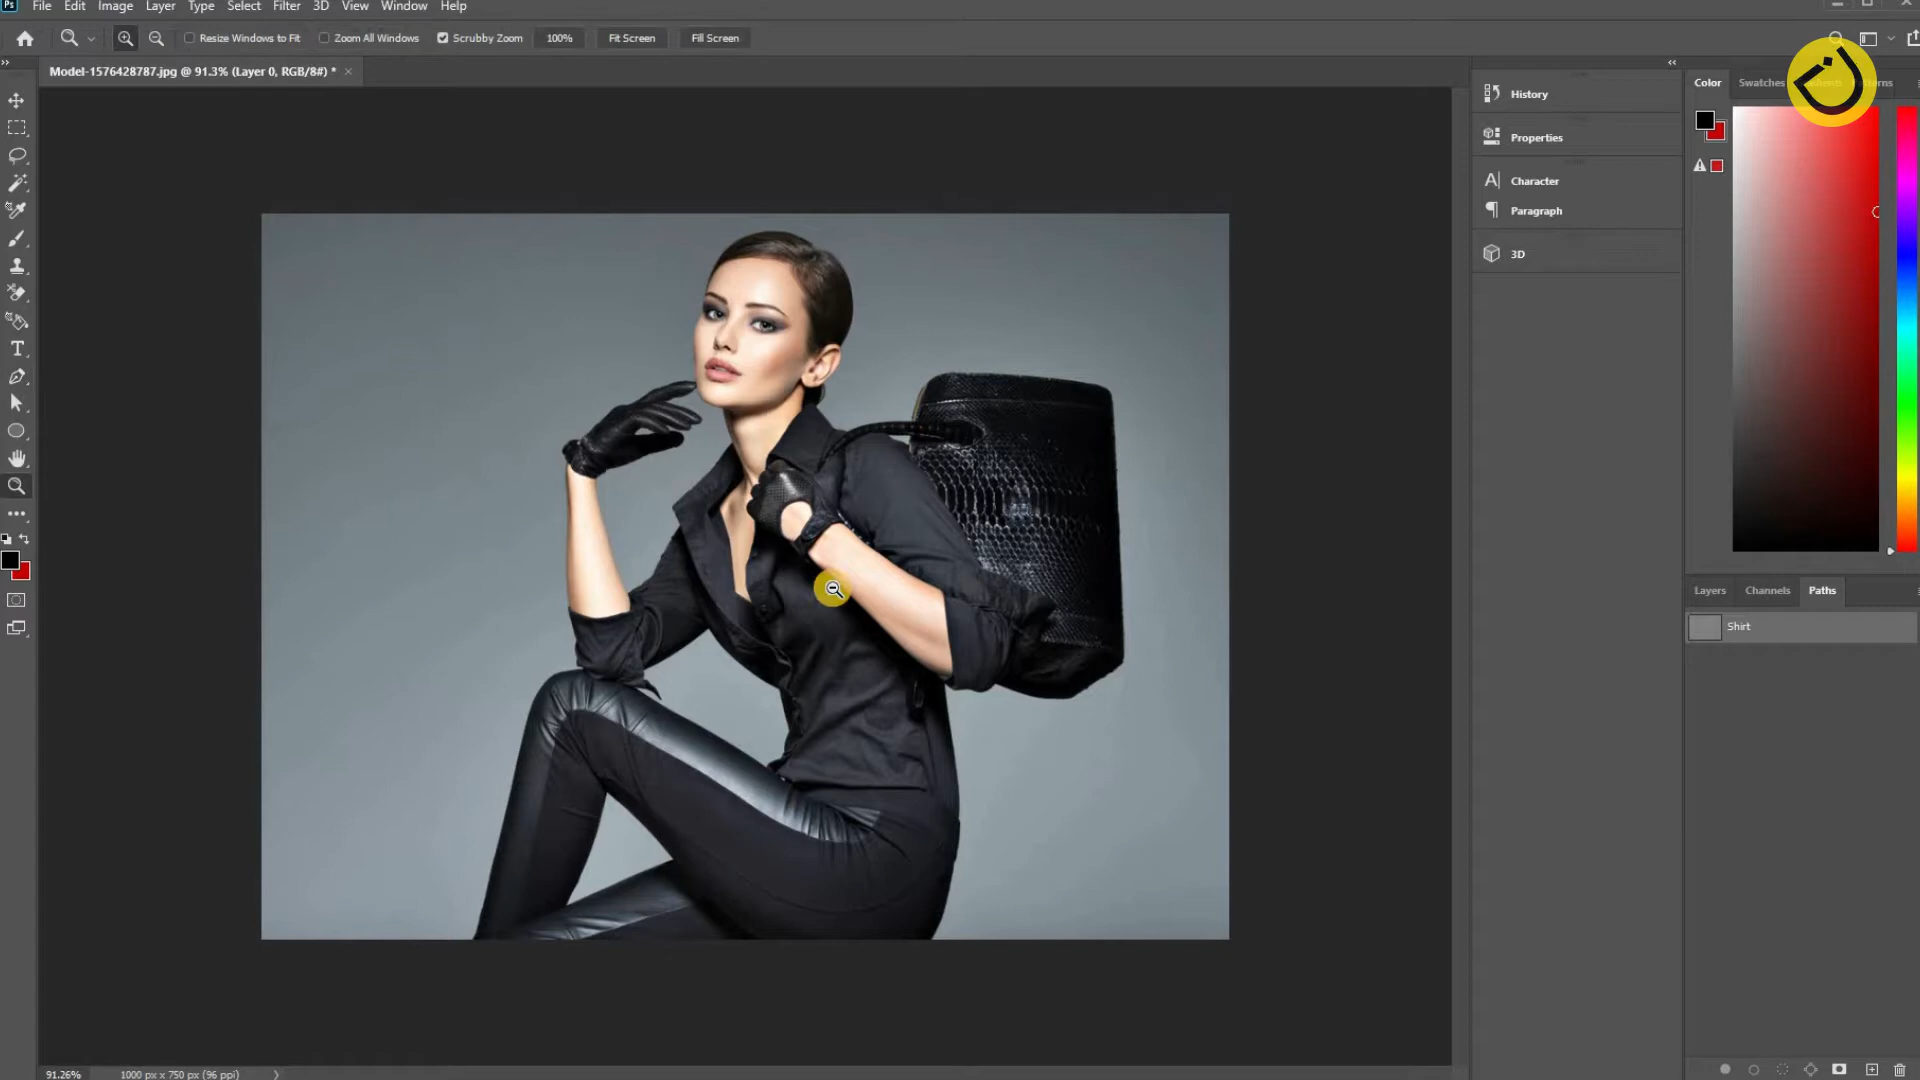 Ps File Edit Image Layer Type Select Filter 3D View Window Help
Resize Windows to Fit Zoom All Windows Scrubby Zoom 100% Fit Screen Fill Screen
Model-1576428787.jpg @ 91.3% (Layer 0, RGB/8#) * ×
History
Properties
Character
Paragraph
3D
Color Swatches
Layers Channels Paths
Shirt
91.26% 1000 px x 750 px (96 ppi)